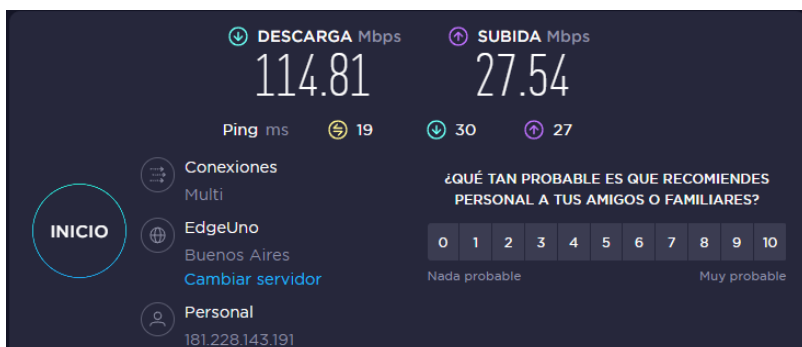 DESCARGA Mbps
114.81
SUBIDA Mbps
27.54
Ping ms 19 30 27
INICIO
Conexiones
Multi
EdgeUno
Buenos Aires
Cambiar servidor
Personal
181.228.143.191
¿QUÉ TAN PROBABLE ES QUE RECOMIENDES
PERSONAL A TUS AMIGOS O FAMILIARES?
0 1 2 3 4 5 6 7 8 9 10
Nada probable Muy probable